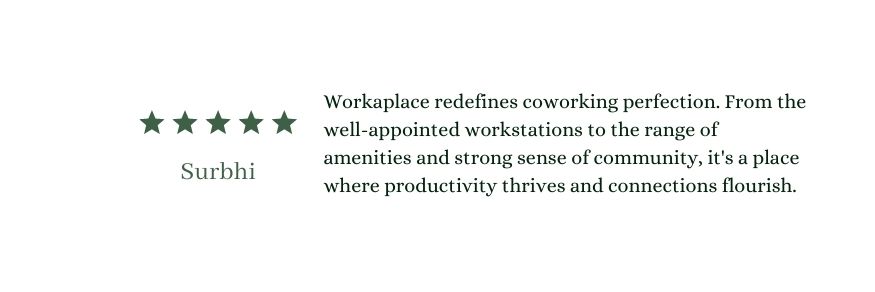 Surbhi
Workaplace redefines coworking perfection. From the
well-appointed workstations to the range of
amenities and strong sense of community, it's a place
where productivity thrives and connections flourish.